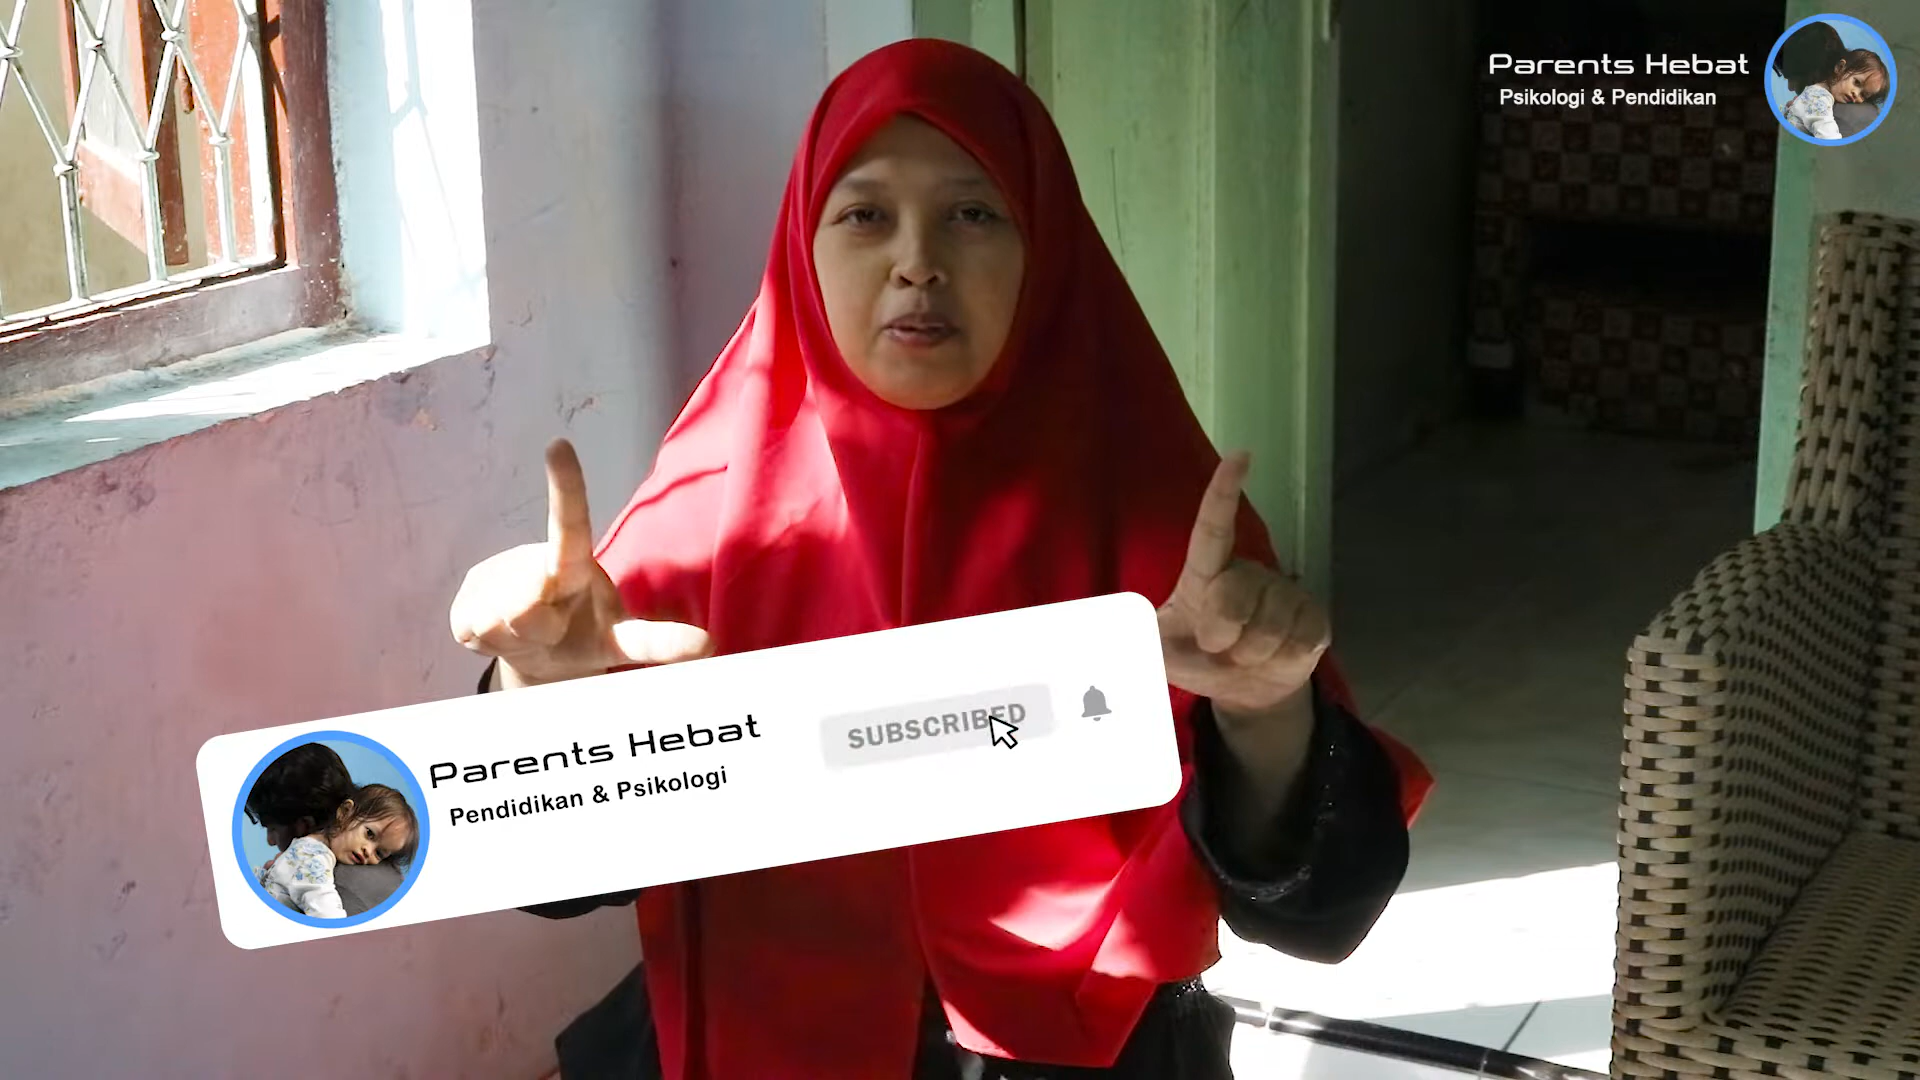 Parents Hebat
Psikologi & Pendidikan
Parents Hebat
Pendidikan & Psikologi
SUBSCRIBED